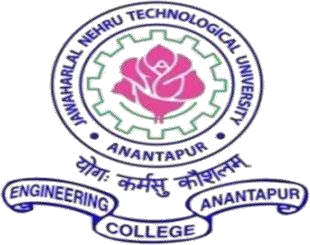 JAWAHARLAL NEHRU TECHNOLOGICAL UNIVERSITY
• ANANTAPUR •
योगः कर्मसु कौशलम्
ENGINEERING
COLLEGE
ANANTAPUR